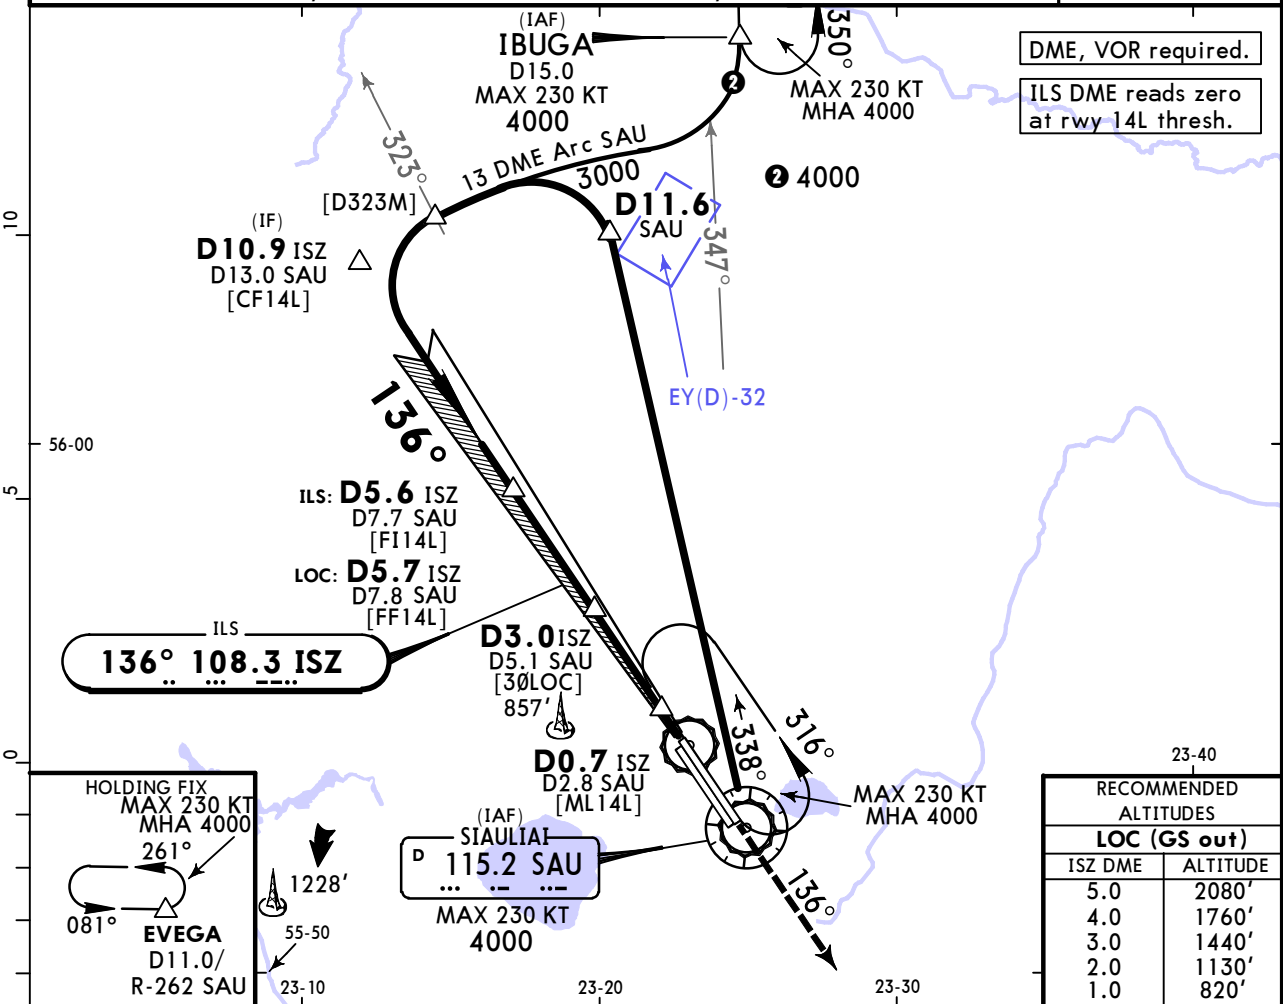 (IAF)
IBUGA
D15.0
MAX 230 KT
4000
350°
MAX 230 KT
MHA 4000
DME, VOR required.
ILS DME reads zero
at rwy 14L thresh.
2
2 4000
323°
13 DME Arc SAU
3000
[D323M]
D11.6
SAU
347°
(IF)
D10.9 ISZ
D13.0 SAU
[CF14L]
10
EY(D)-32
136°
56-00
5
ILS: D5.6 ISZ
D7.7 SAU
[FI14L]
LOC: D5.7 ISZ
D7.8 SAU
[FF14L]
ILS
136° 108.3 ISZ
D3.0 ISZ
D5.1 SAU
[3ØLOC]
857'
D0.7 ISZ
D2.8 SAU
[ML14L]
338°
316°
MAX 230 KT
MHA 4000
0
23-40
(IAF)
SIAULIAI
D 115.2 SAU
MAX 230 KT
4000
136°
HOLDING FIX
MAX 230 KT
MHA 4000
261°
081°
EVEGA
D11.0/
R-262 SAU
1228'
55-50
23-10
23-20
23-30
RECOMMENDED
ALTITUDES
LOC (GS out)
ISZ DME ALTITUDE
5.0 2080'
4.0 1760'
3.0 1440'
2.0 1130'
1.0 820'